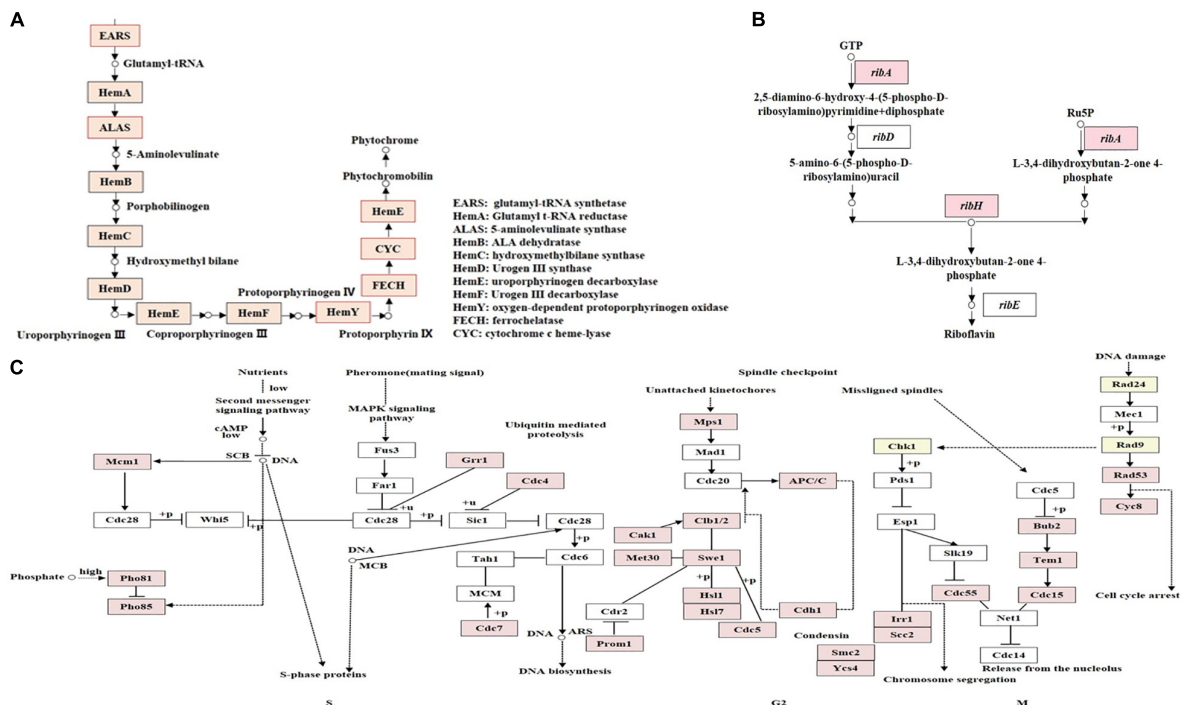 A
EARS
Glutamyl-tRNA
HemA
ALAS
5-Aminolevulinate
HemB
Porphobilinogen
HemC
Hydroxymethyl bilane
HemD
Uroporphyrinogen III
HemE
Coproporphyrinogen III
HemF
Protoporphyrinogen IV
HemY
Protoporphyrin IX
FECH
CYC
HemE
Phytochromobilin
Phytochrome
EARS: glutamyl-tRNA synthetase
HemA: Glutamyl t-RNA reductase
ALAS: 5-aminolevulinate synthase
HemB: ALA dehydratase
HemC: hydroxymethylbilane synthase
HemD: Urogen III synthase
HemE: uroporphyrinogen decarboxylase
HemF: Urogen III decarboxylase
HemY: oxygen-dependent protoporphyrinogen oxidase
FECH: ferrochelatase
CYC: cytochrome c heme-lyase
B
GTP
ribA
2,5-diamino-6-hydroxy-4-(5-phospho-D-
ribosylamino)pyrimidine+diphosphate
ribD
5-amino-6-(5-phospho-D-
ribosylamino)uracil
Ru5P
ribA
L-3,4-dihydroxybutan-2-one 4-
phosphate
ribH
L-3,4-dihydroxybutan-2-one 4-
phosphate
ribE
Riboflavin
C
Nutrients
low
Second messenger
signaling pathway
cAMP
low
SCB
DNA
Mcm1
Cdc28
+p
Whi5
+p
Phosphate
high
Pho81
Pho85
S-phase proteins
Pheromone(mating signal)
MAPK signaling
pathway
Fus3
Far1
Ubiquitin mediated
proteolysis
Grr1
Cdc4
+u
+u
Cdc28
+p
Sic1
Cdc28
+p
DNA
MCB
Tah1
Cdc6
MCM
+p
Cdc7
DNA
ARS
DNA biosynthesis
S
Spindle checkpoint
Unattached kinetochores
Mps1
Mad1
Cdc20
APC/C
Clb1/2
Cak1
Met30
Swe1
+p
+p
Cdr2
Hsl1
Hsl7
Cdh1
Prom1
Cdc5
Condensin
Smc2
Ycs4
G2
Missligned spindles
Chk1
+p
Pds1
Esp1
Slk19
Cdc55
Irr1
Scc2
Chromosome segregation
Cdc5
Bub2
Tem1
Cdc15
Net1
Cdc14
Release from the nucleolus
DNA damage
Rad24
Mec1
+p
Rad9
Rad53
Cyc8
Cell cycle arrest
M